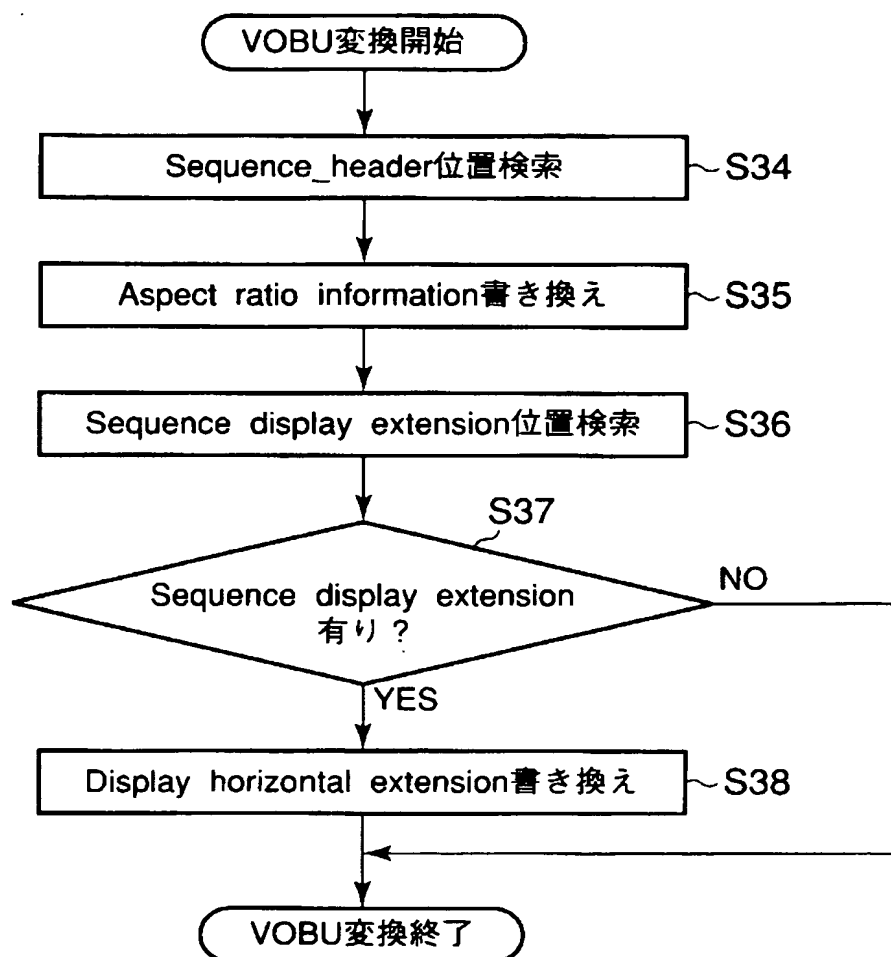 VOBU変換開始
Sequence_header位置検索
S34
Aspect ratio information書き換え
S35
Sequence display extension位置検索
S36
S37
Sequence display extension
有り？
NO
YES
Display horizontal extension書き換え
S38
VOBU変換終了